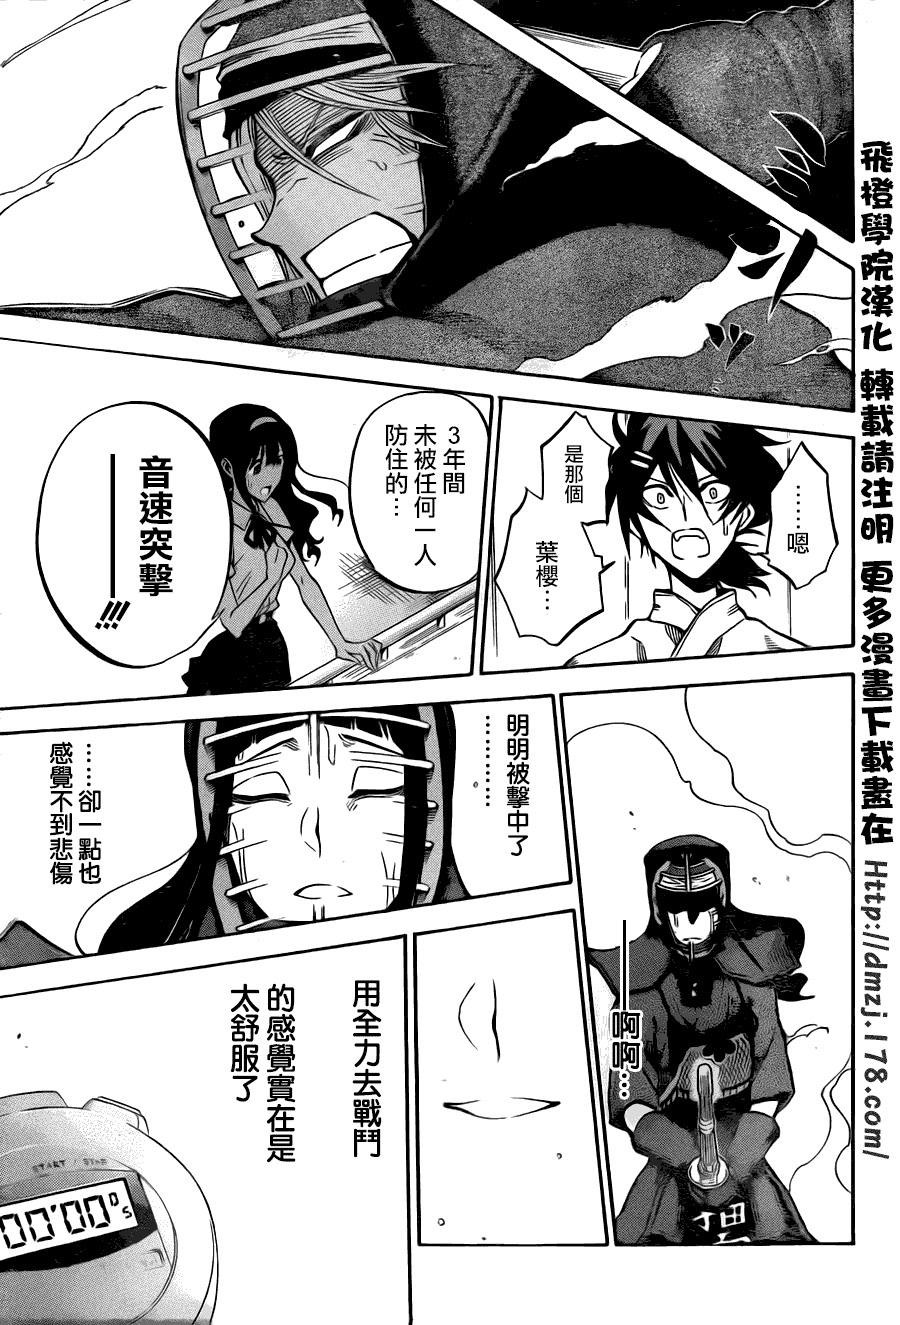 ……嗯
是那個
葉櫻…
3年間
未被任何一人
防住的…
——音速突擊
!!!
——啊啊…
明明被擊中了
…………
……卻一點也
感覺不到悲傷
用全力去戰鬥
的感覺實在是
太舒服了
START / STOP
00'00"0s
飛橙學院漢化 轉載請注明 更多漫畫下載盡在 Http://dmzj.178.com/